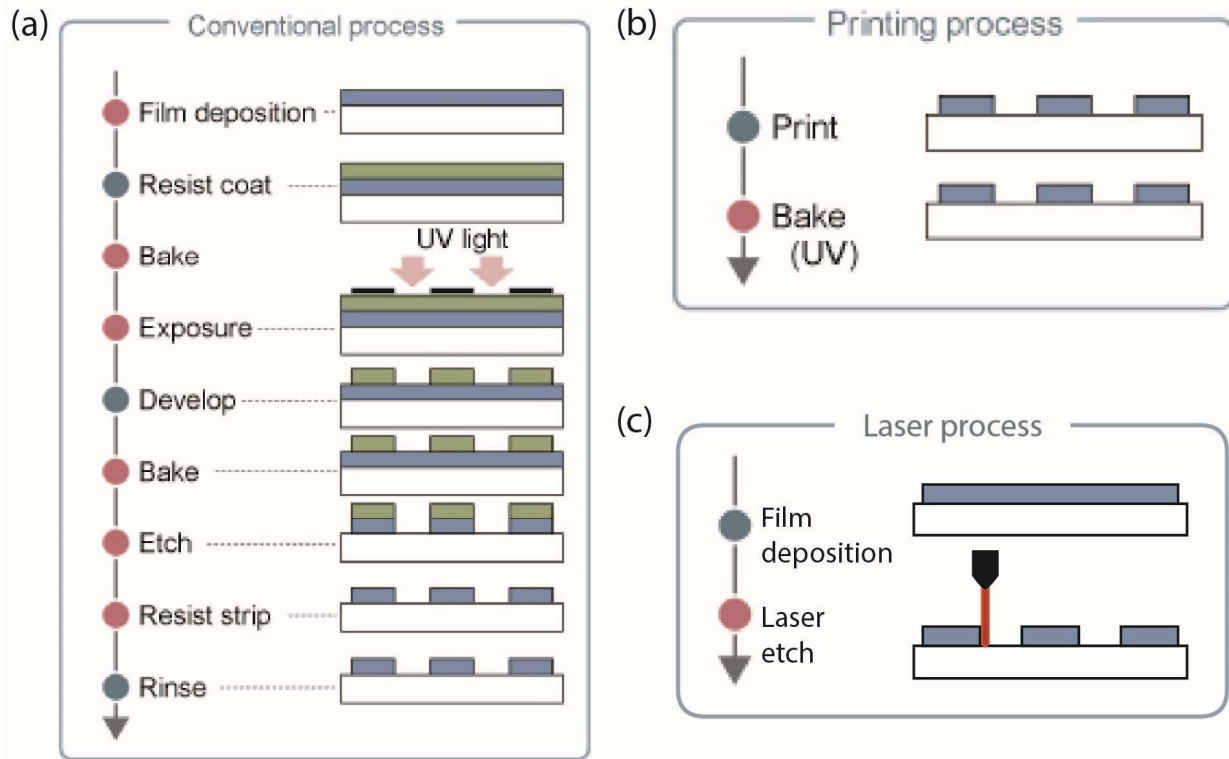 (a)
Conventional process
Film deposition
Resist coat
Bake
UV light
Exposure
Develop
Bake
Etch
Resist strip
Rinse
(b)
Printing process
Print
Bake
(UV)
(c)
Laser process
Film
deposition
Laser
etch